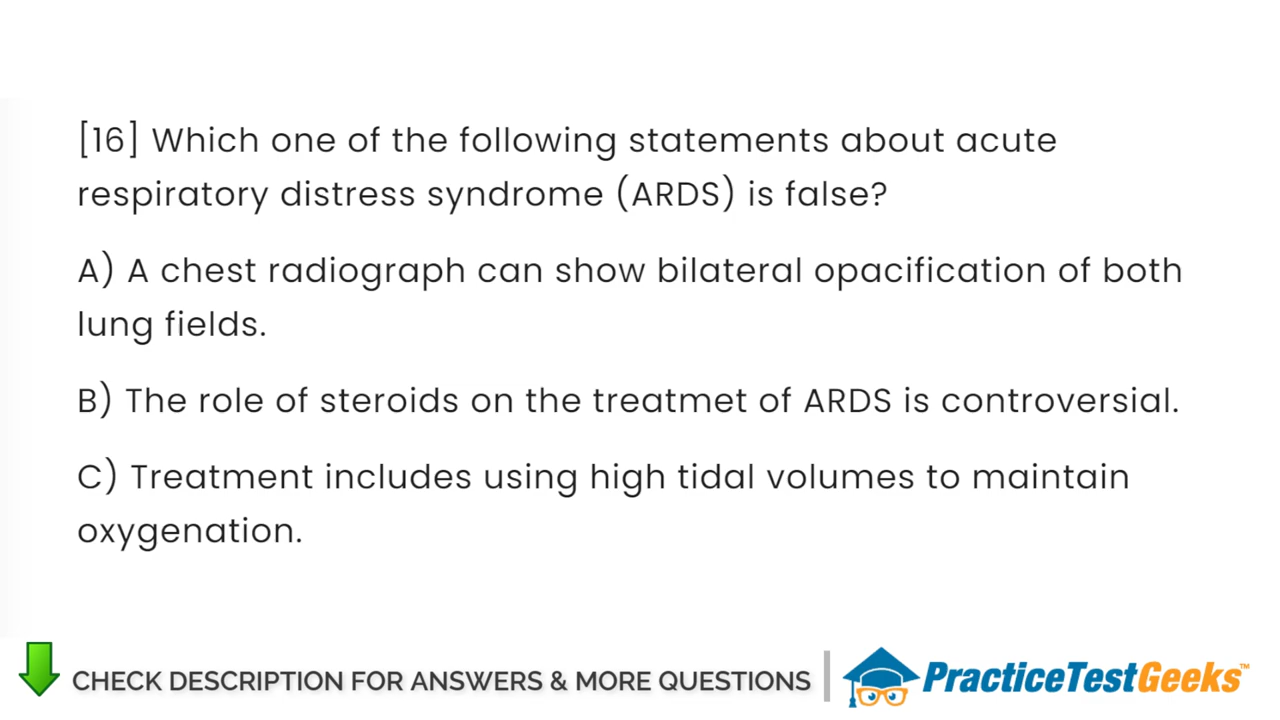 [16] Which one of the following statements about acute
respiratory distress syndrome (ARDS) is false?
A) A chest radiograph can show bilateral opacification of both
lung fields.
B) The role of steroids on the treatmet of ARDS is controversial.
C) Treatment includes using high tidal volumes to maintain
oxygenation.
CHECK DESCRIPTION FOR ANSWERS & MORE QUESTIONS
PracticeTestGeeks™